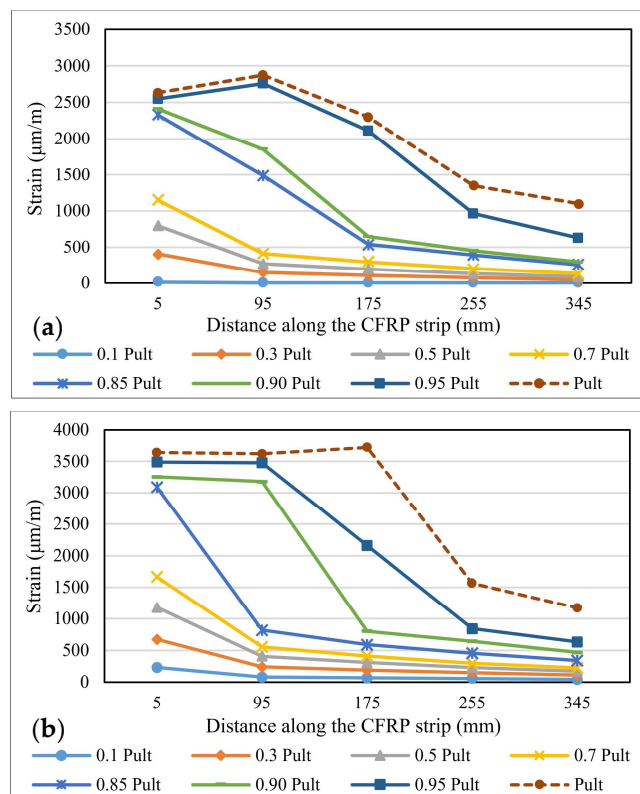 3500
3000
2500
2000
1500
1000
500
0
Strain (µm/m)
5 95 175 255 345
(a) Distance along the CFRP strip (mm)
0.1 Pult 0.3 Pult 0.5 Pult 0.7 Pult
0.85 Pult 0.90 Pult 0.95 Pult Pult
4000
3500
3000
2500
2000
1500
1000
500
0
Strain (µm/m)
5 95 175 255 345
(b) Distance along the CFRP strip (mm)
0.1 Pult 0.3 Pult 0.5 Pult 0.7 Pult
0.85 Pult 0.90 Pult 0.95 Pult Pult